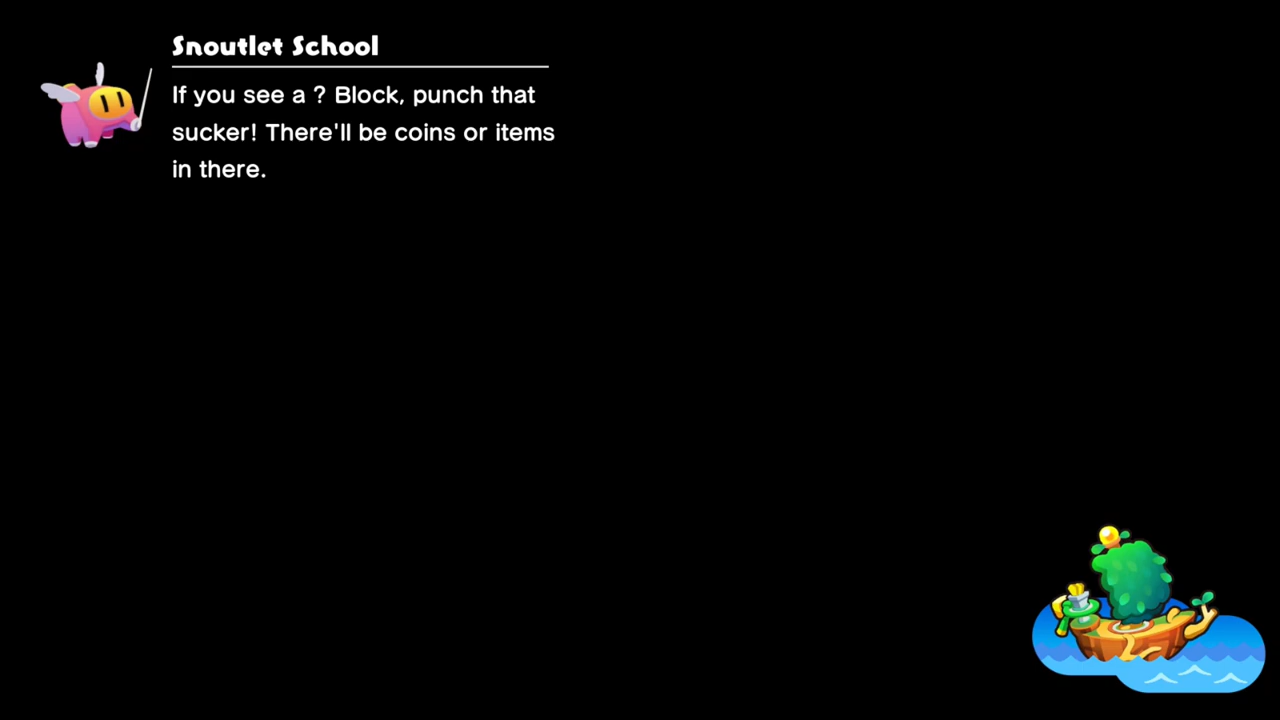 Snoutlet School
If you see a ? Block, punch that
sucker! There'll be coins or items
in there.